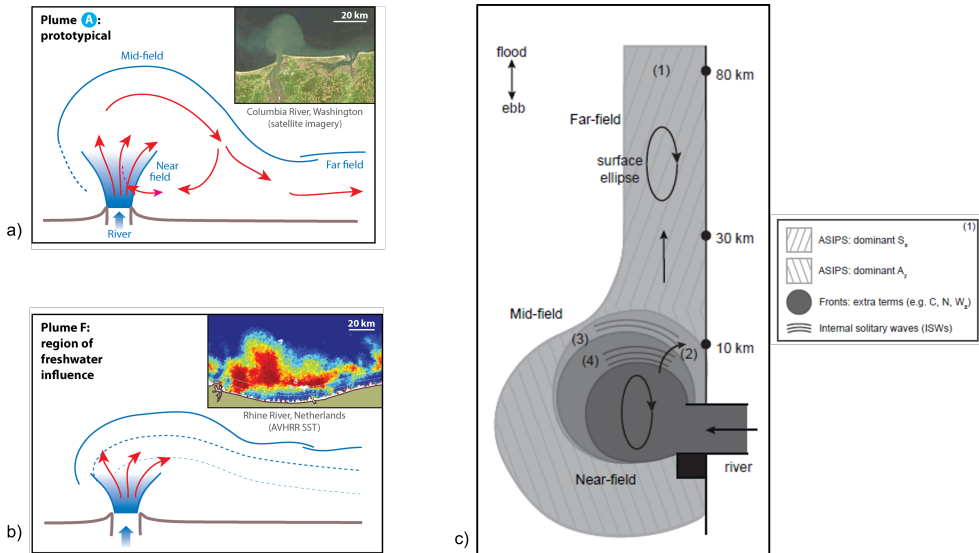 Plume A:
prototypical
20 km
Mid-field
Columbia River, Washington
(satellite imagery)
Near
field
Far field
River
a)
Plume F:
region of
freshwater
influence
20 km
Rhine River, Netherlands
(AVHRR SST)
b)
flood
ebb
(1)
80 km
Far-field
surface
ellipse
30 km
Mid-field
(3)
(2)
10 km
(4)
river
Near-field
c)
(1)
ASIPS: dominant Sx
ASIPS: dominant Ay
Fronts: extra terms (e.g. C, N, Wz)
Internal solitary waves (ISWs)